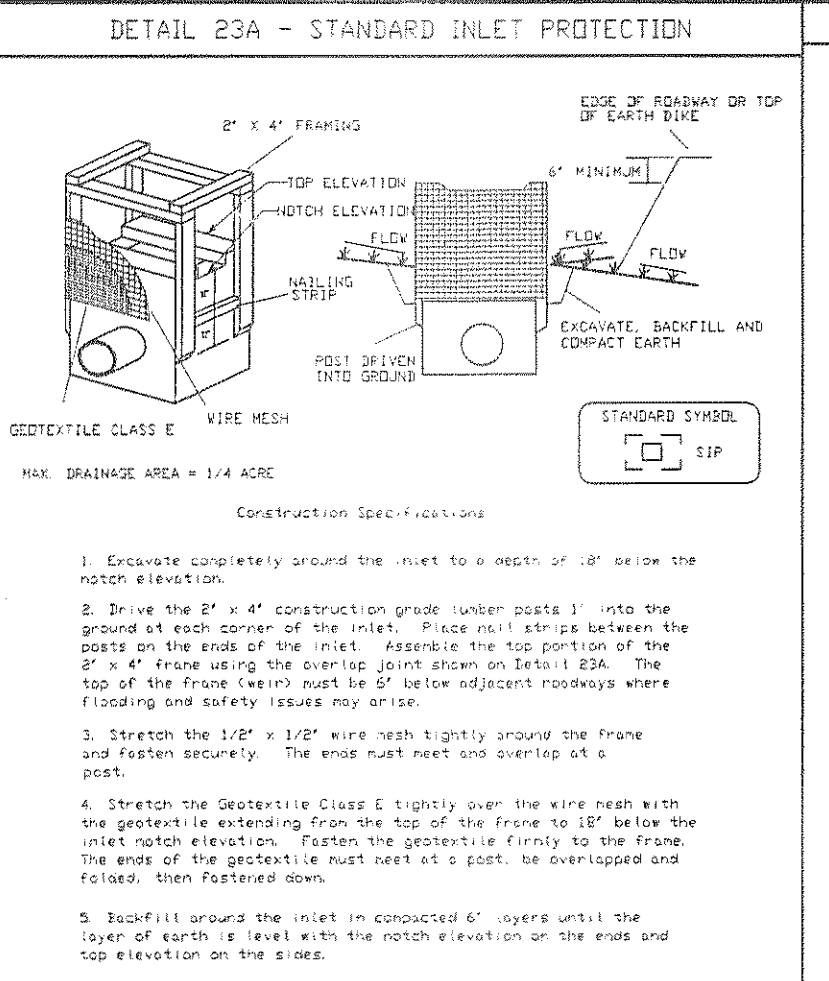 DETAIL 23A - STANDARD INLET PROTECTION
EDGE OF ROADWAY OR TOP
OF EARTH DIKE
2" X 4" FRAMING
6" MINIMUM
TOP ELEVATION
NOTCH ELEVATION
FLOW
FLOW
FLOW
NAILING
STRIP
EXCAVATE, BACKFILL AND
COMPACT EARTH
POST DRIVEN
INTO GROUND
WIRE MESH
GEOTEXTILE CLASS E
STANDARD SYMBOL
SIP
MAX. DRAINAGE AREA = 1/4 ACRE
Construction Specifications
1. Excavate completely around the inlet to a depth of 18" below the
notch elevation.
2. Drive the 2" x 4" construction grade lumber posts 1' into the
ground at each corner of the inlet. Place nail strips between the
posts on the ends of the inlet. Assemble the top portion of the
2" x 4" frame using the overlap joint shown on Detail 23A. The
top of the frame (weir) must be 6" below adjacent roadways where
flooding and safety issues may arise.
3. Stretch the 1/2" x 1/2" wire mesh tightly around the frame
and fasten securely. The ends must meet and overlap at a
post.
4. Stretch the Geotextile Class E tightly over the wire mesh with
the geotextile extending from the top of the frame to 18" below the
inlet notch elevation. Fasten the geotextile firmly to the frame.
The ends of the geotextile must meet at a post, be overlapped and
folded, then fastened down.
5. Backfill around the inlet in compacted 6" layers until the
layer of earth is level with the notch elevation on the ends and
top elevation on the sides.